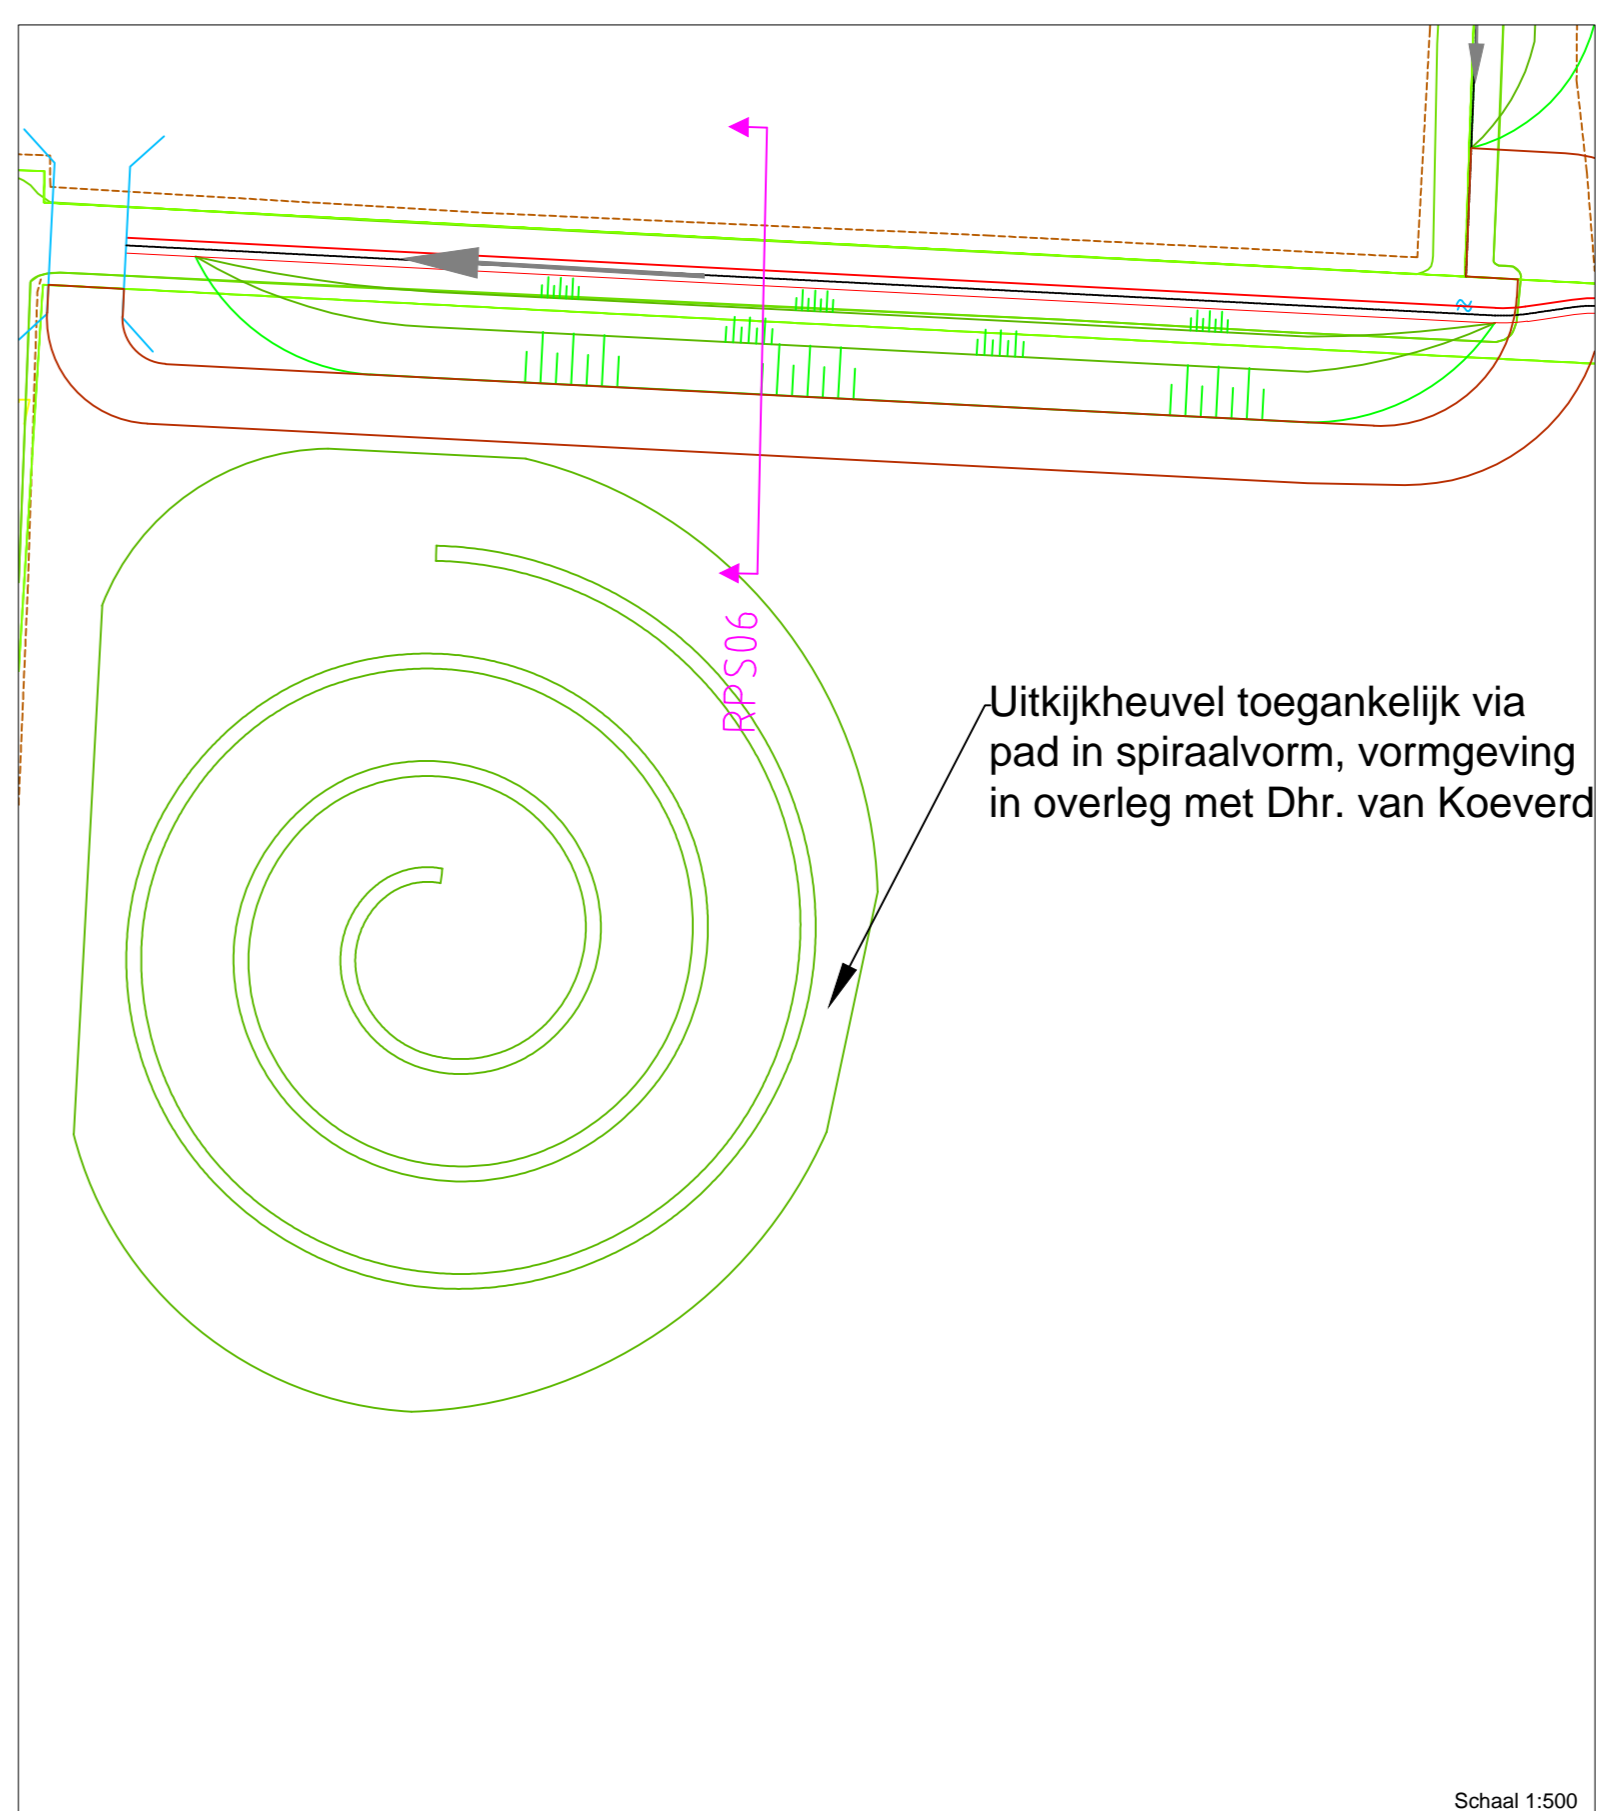 RPS06
Uitkijkheuvel toegankelijk via
pad in spiraalvorm, vormgeving
in overleg met Dhr. van Koeverd
Schaal 1:500